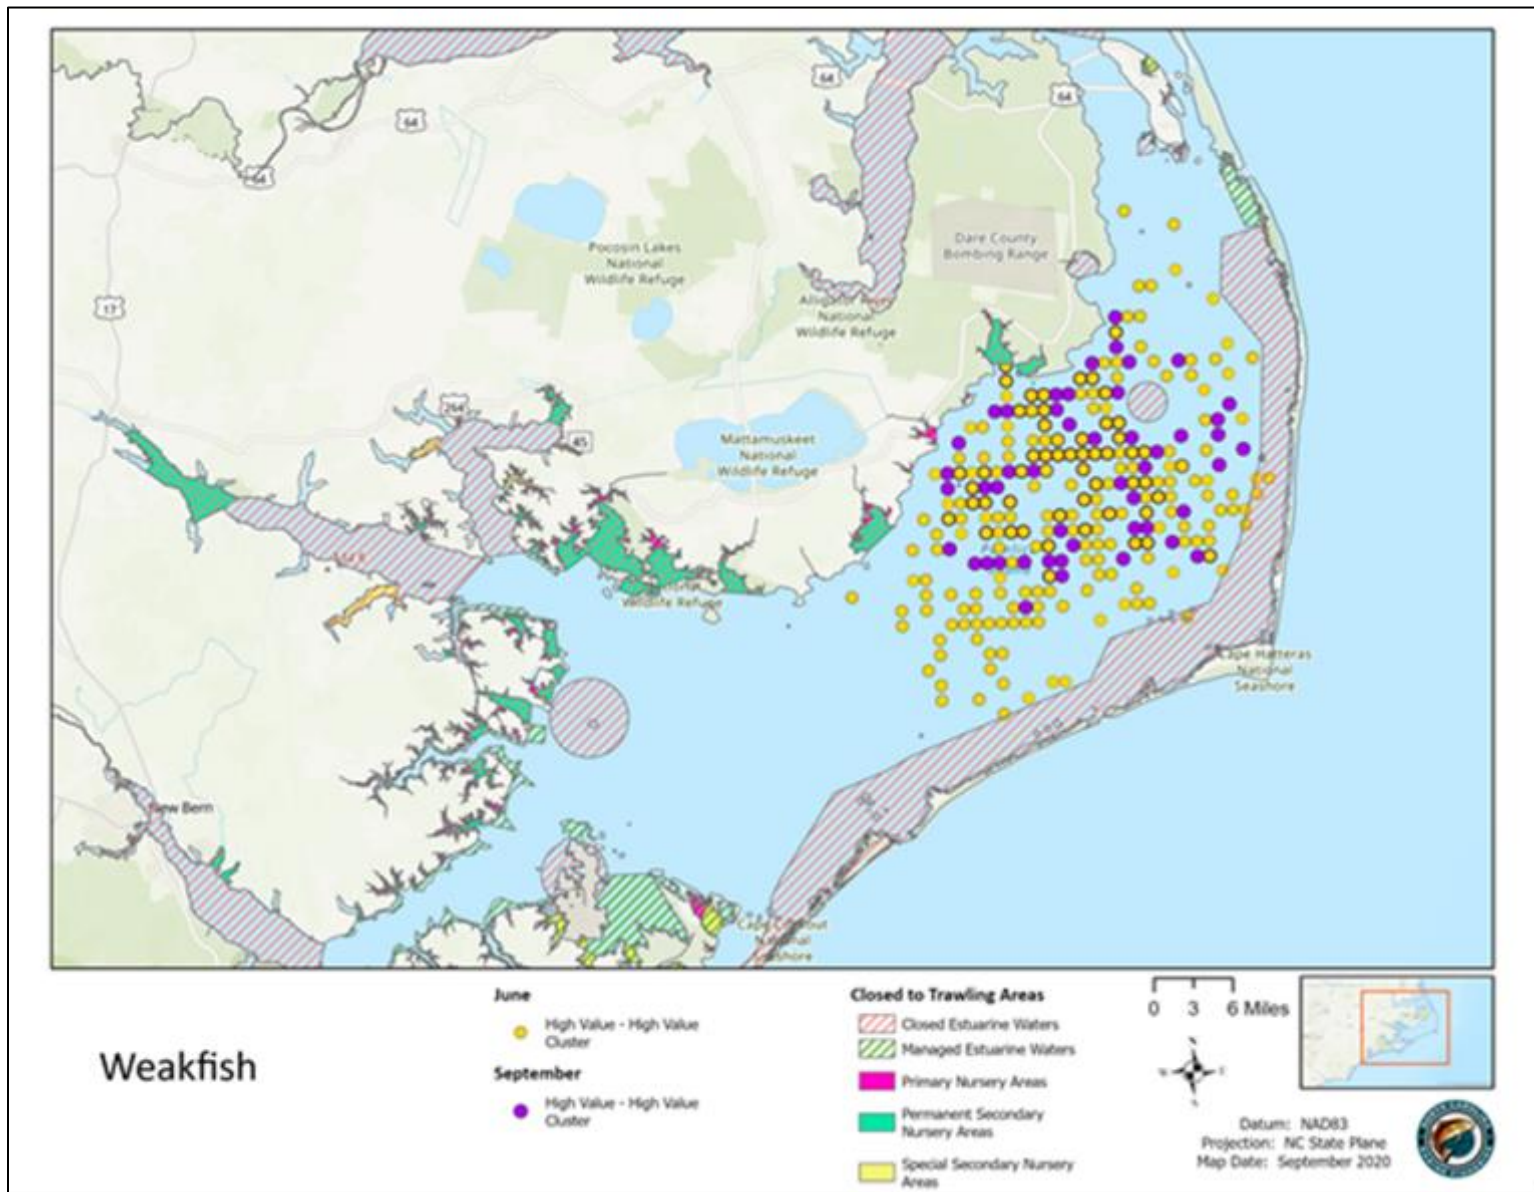 64
64
64
64
Pocosin Lakes
National
Wildlife Refuge
Dare County
Bombing Range
17
Alligator River
National
Wildlife Refuge
264
45
Mattamuskeet
National
Wildlife Refuge
Wildlife Refuge
Cape Hatteras
National
Seashore
New Bern
National
Seashore
Weakfish
June
High Value - High Value
Cluster
September
High Value - High Value
Cluster
Closed to Trawling Areas
Closed Estuarine Waters
Managed Estuarine Waters
Primary Nursery Areas
Permanent Secondary
Nursery Areas
Special Secondary Nursery
Areas
0 3 6 Miles
Datum: NAD83
Projection: NC State Plane
Map Date: September 2020